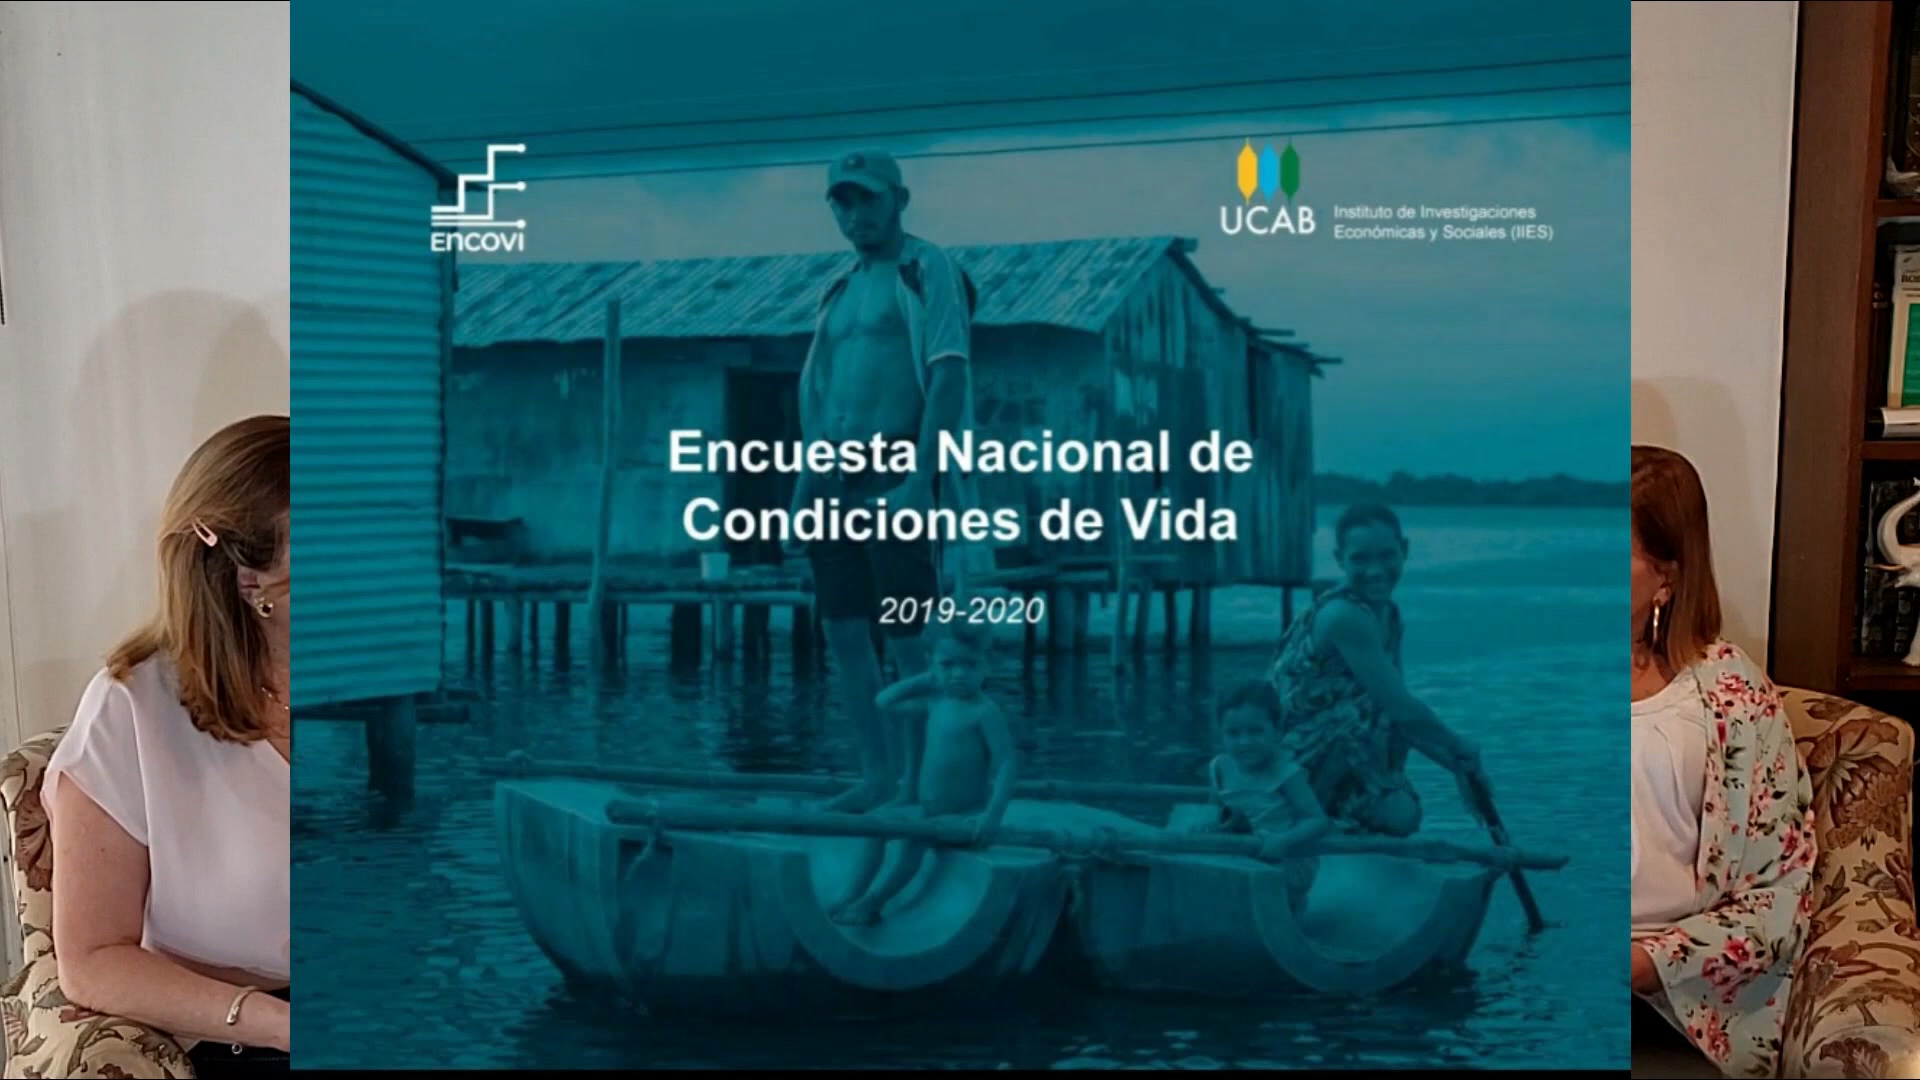 ENCOVI
UCAB
Instituto de Investigaciones
Económicas y Sociales (IIES)
Encuesta Nacional de
Condiciones de Vida
2019-2020